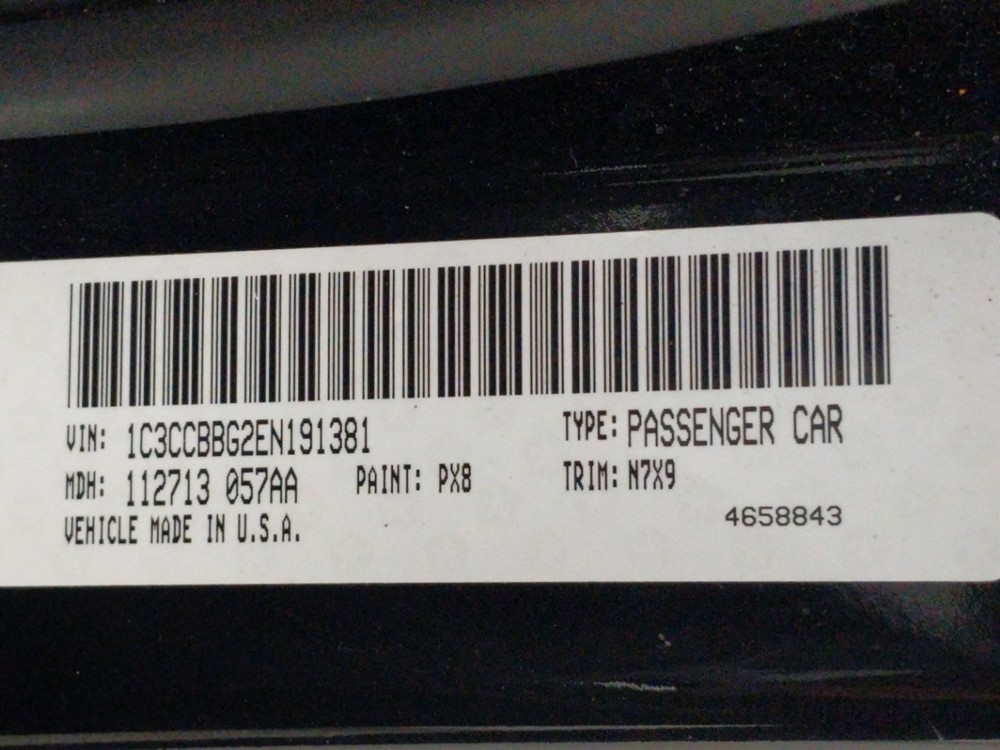 VIN: 1C3CCBBG2EN191381 TYPE: PASSENGER CAR
MDH: 112713 057AA PAINT: PX8 TRIM: N7X9
VEHICLE MADE IN U.S.A. 4658843